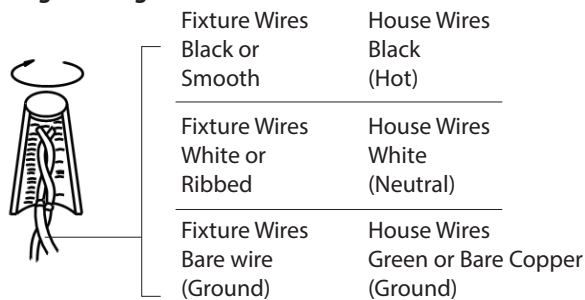 Fixture Wires House Wires
Black or Black
Smooth (Hot)
Fixture Wires House Wires
White or White
Ribbed (Neutral)
Fixture Wires House Wires
Bare wire Green or Bare Copper
(Ground) (Ground)